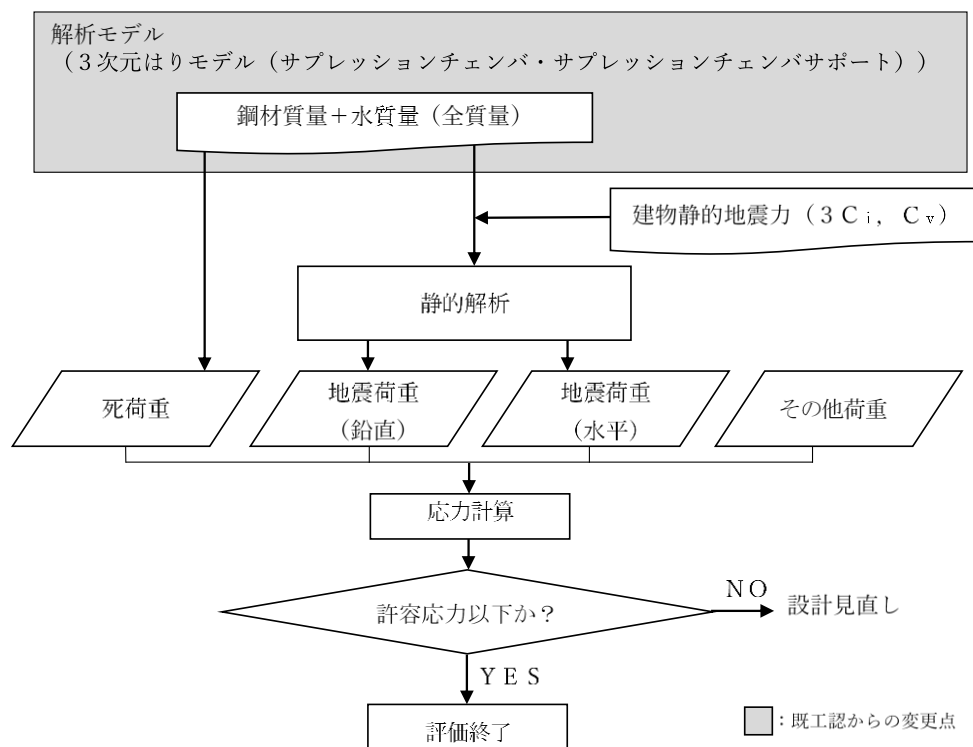 解析モデル
(3次元はりモデル(サプレッションチェンバ・サプレッションチェンバサポート))
鋼材質量+水質量(全質量)
建物静的地震力(3Ci, Cv)
静的解析
死荷重
地震荷重
(鉛直)
地震荷重
(水平)
その他荷重
応力計算
許容応力以下か?
NO
設計見直し
YES
評価終了
:既工認からの変更点